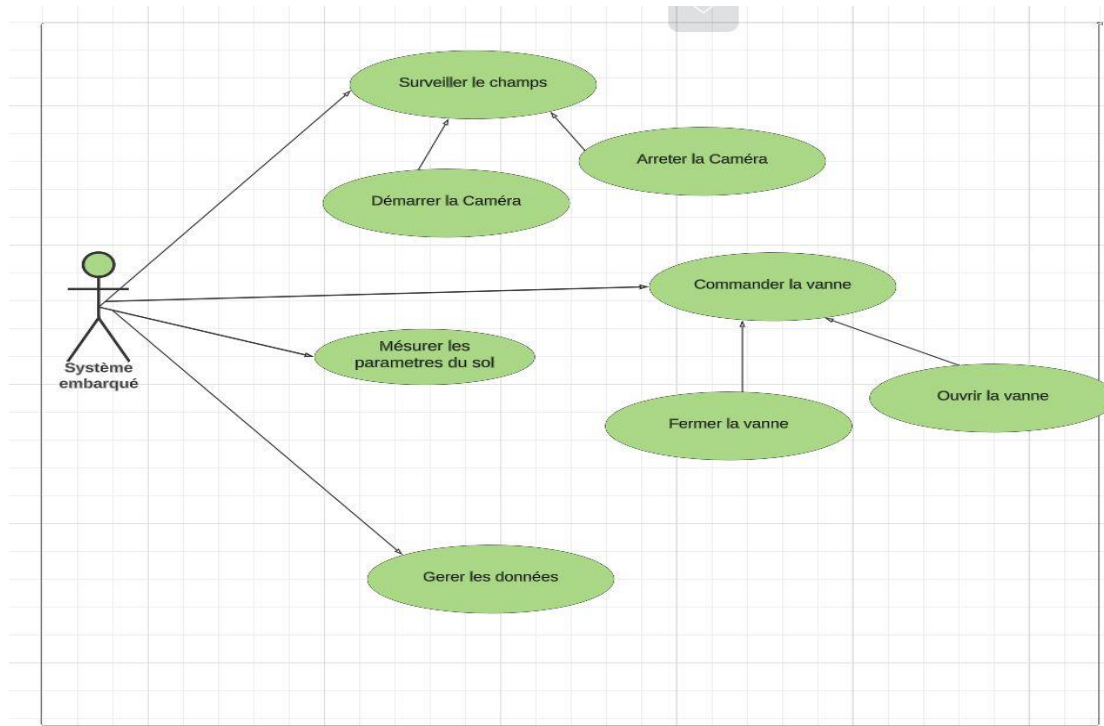 Surveiller le champs
Arreter la Caméra
Démarrer la Caméra
Commander la vanne
Mésurer les
parametres du sol
Système
embarqué
Ouvrir la vanne
Fermer la vanne
Gerer les données